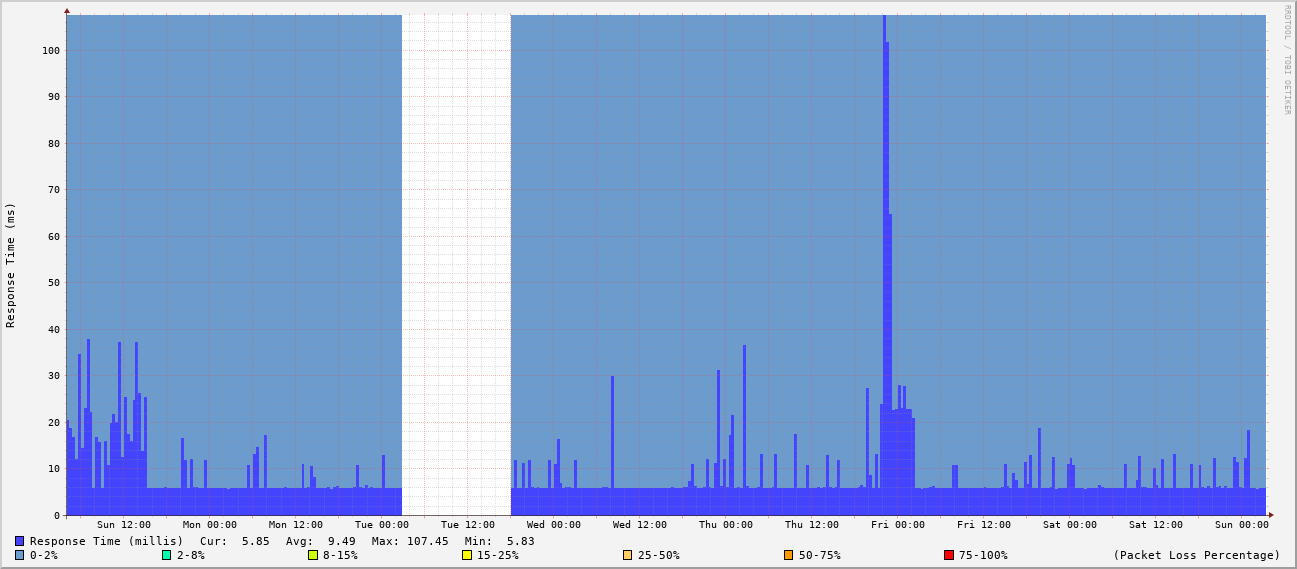 RRDTOOL / TOBI OETIKER
Response Time (ms)
100
90
80
70
60
50
40
30
20
10
0
Sun 12:00 Mon 00:00 Mon 12:00 Tue 00:00 Tue 12:00 Wed 00:00 Wed 12:00 Thu 00:00 Thu 12:00 Fri 00:00 Fri 12:00 Sat 00:00 Sat 12:00 Sun 00:00
Response Time (millis) Cur: 5.85 Avg: 9.49 Max: 107.45 Min: 5.83
0-2% 2-8% 8-15% 15-25% 25-50% 50-75% 75-100% (Packet Loss Percentage)